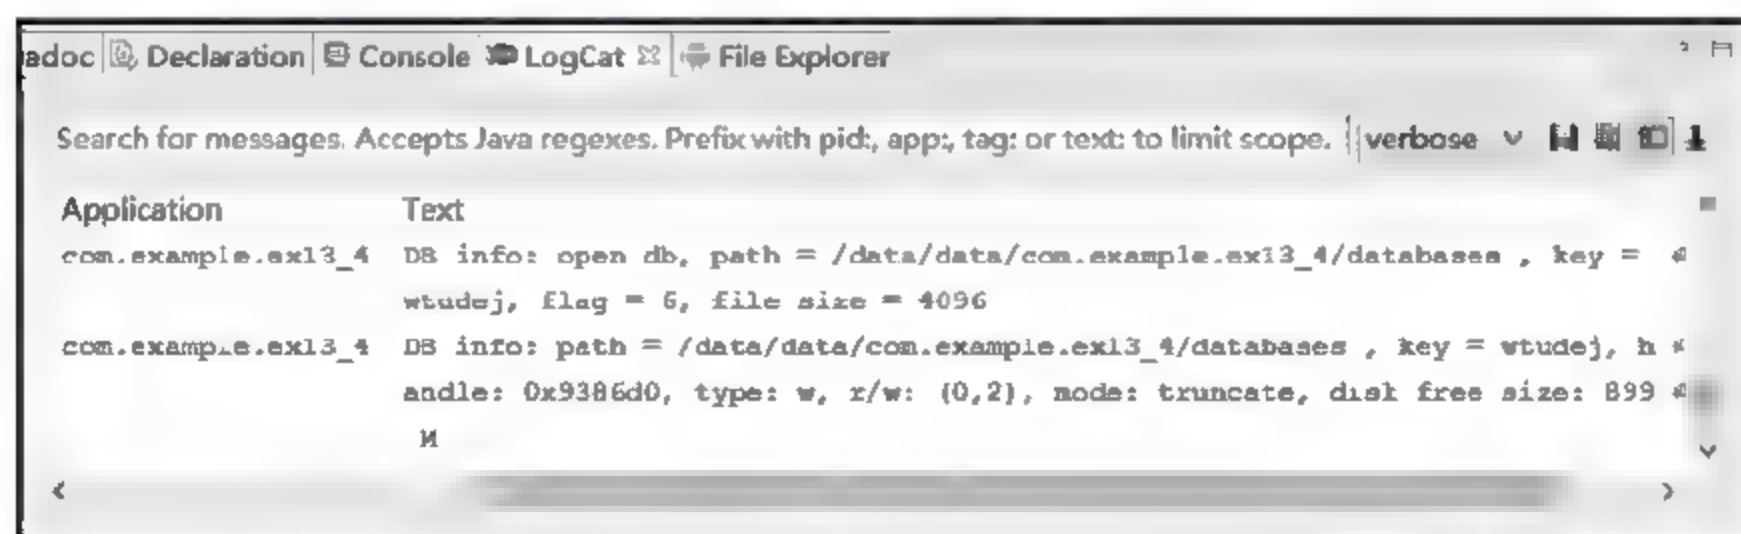 adoc Declaration Console LogCat File Explorer
Search for messages. Accepts Java regexes. Prefix with pid:, app:, tag: or text: to limit scope. verbose
Application Text
com.example.ex13_4 DB info: open db, path = /data/data/com.example.ex13_4/databases , key =
wtudej, flag = 6, file size = 4096
com.example.ex13_4 DB info: path = /data/data/com.example.ex13_4/databases , key = wtudej, h
andle: 0x9386d0, type: w, r/w: (0,2), mode: truncate, disk free size: 899
M